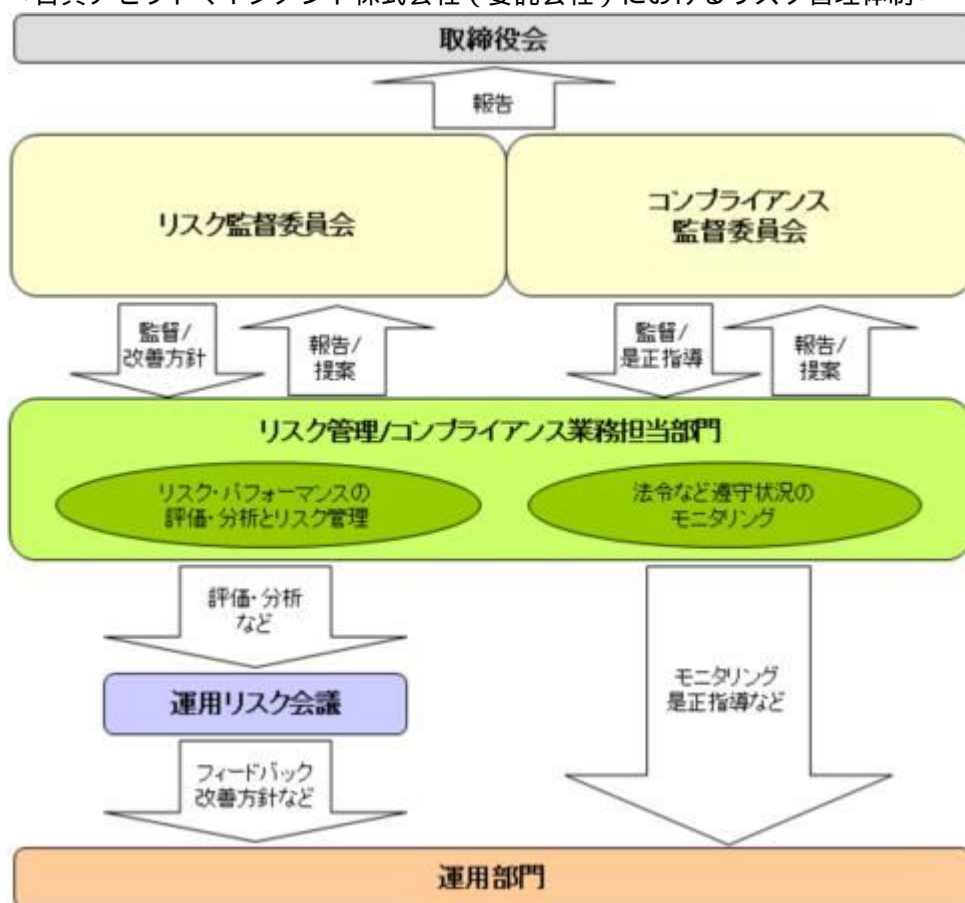 取締役会
報告
リスク監督委員会
コンプライアンス
監督委員会
監督/
改善方針
報告/
提案
監督/
是正指導
報告/
提案
リスク管理/コンプライアンス業務担当部門
リスク・パフォーマンスの
評価・分析とリスク管理
法令など遵守状況の
モニタリング
評価・分析
など
運用リスク会議
モニタリング
是正指導など
フィードバック
改善方針など
運用部門